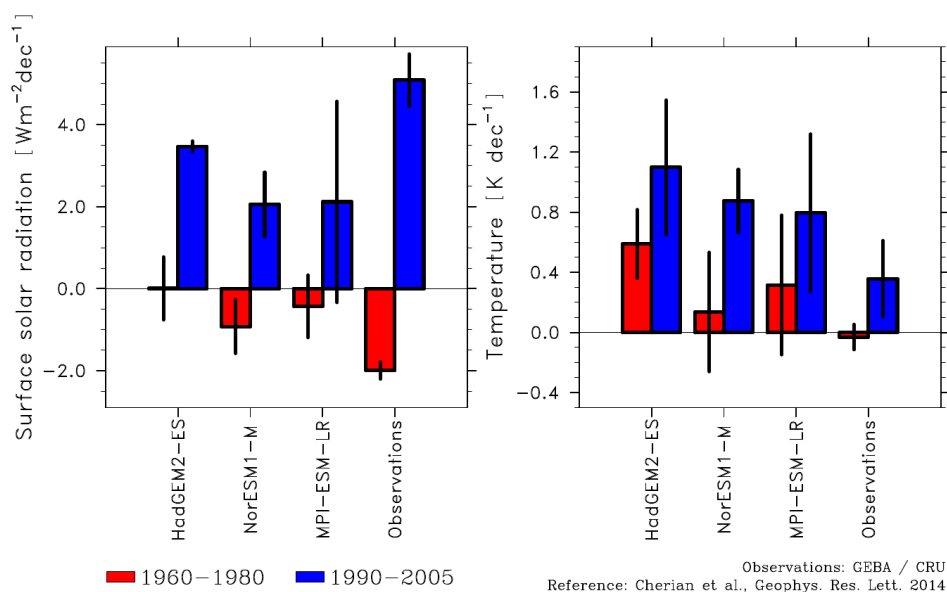 Surface solar radiation [Wm−2dec−1]
4.0
2.0
0.0
−2.0
HadGEM2−ES
NorESM1−M
MPI−ESM−LR
Observations
Temperature [K dec−1]
1.6
1.2
0.8
0.4
0.0
−0.4
HadGEM2−ES
NorESM1−M
MPI−ESM−LR
Observations
1960−1980
1990−2005
Observations: GEBA / CRU
Reference: Cherian et al., Geophys. Res. Lett. 2014